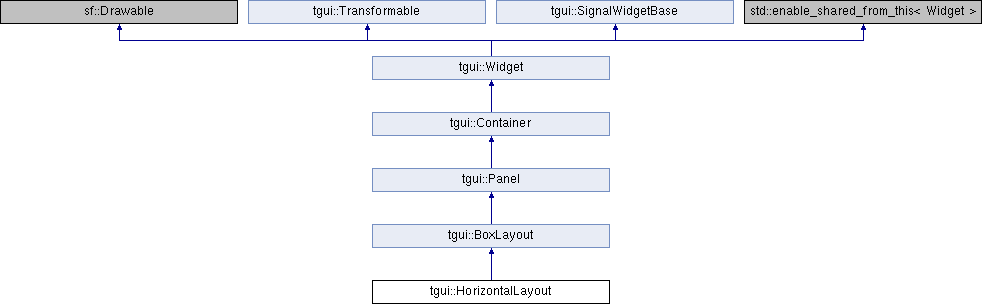 sf::Drawable
tgui::Transformable
tgui::SignalWidgetBase
std::enable_shared_from_this< Widget >
tgui::Widget
tgui::Container
tgui::Panel
tgui::BoxLayout
tgui::HorizontalLayout